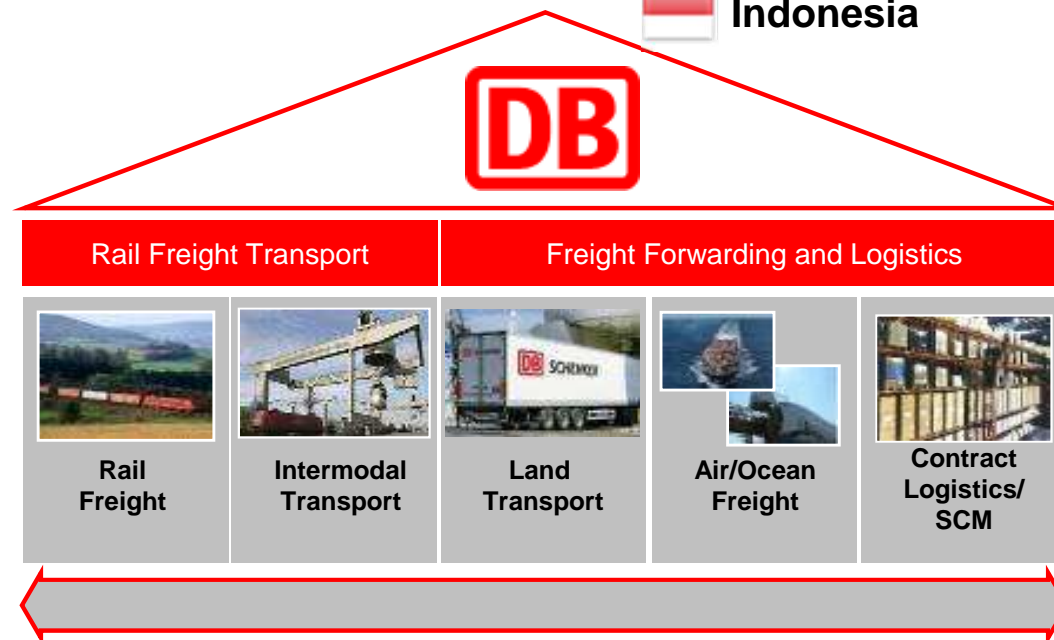 Indonesia
DB
Rail Freight Transport
Freight Forwarding and Logistics
DB SCHENKER
Rail
Freight
Intermodal
Transport
Land
Transport
Air/Ocean
Freight
Contract
Logistics/
SCM